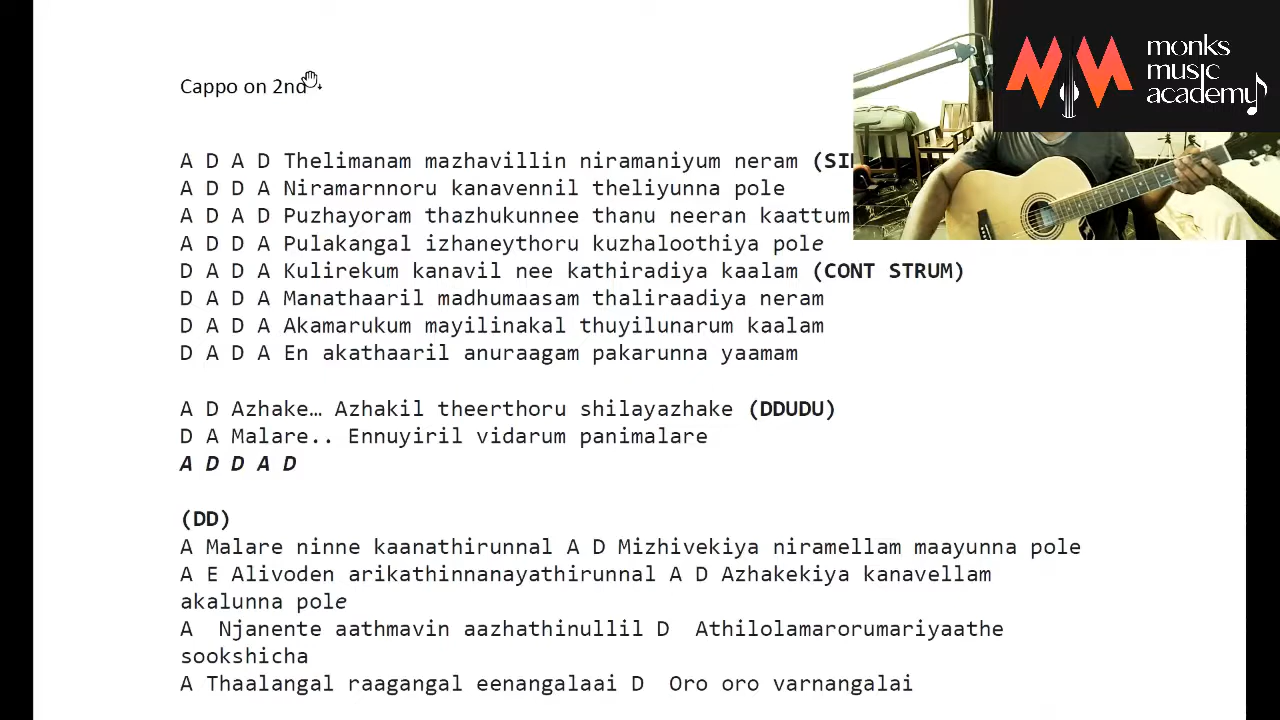 Cappo on 2nd
monks
music
academy
A D A D Thelimanam mazhavillin niramaniyum neram
A D D A Niramarnnoru kanavennil theliyunna pole
A D A D Puzhayoram thazhukunnee thanu neeran kaattum
A D D A Pulakangal izhaneythoru kuzhaloothiya pole
D A D A Kulirekum kanavil nee kathiradiya kaalam (CONT STRUM)
D A D A Manathaaril madhumaasam thaliraadiya neram
D A D A Akamarukum mayilinakal thuyilunarum kaalam
D A D A En akathaaril anuraagam pakarunna yaamam
A D Azhake… Azhakil theerthoru shilayazhake (DDUDU)
D A Malare.. Ennuyiril vidarum panimalare
A D D A D
(DD)
A Malare ninne kaanathirunnal A D Mizhivekiya niramellam maayunna pole
A E Alivoden arikathinnanayathirunnal A D Azhakekiya kanavellam
akalunna pole
A Njanente aathmavin aazhathinullil D Athilolamarorumariyaathe
sookshicha
A Thaalangal raagangal eenangalaai D Oro oro varnangalai